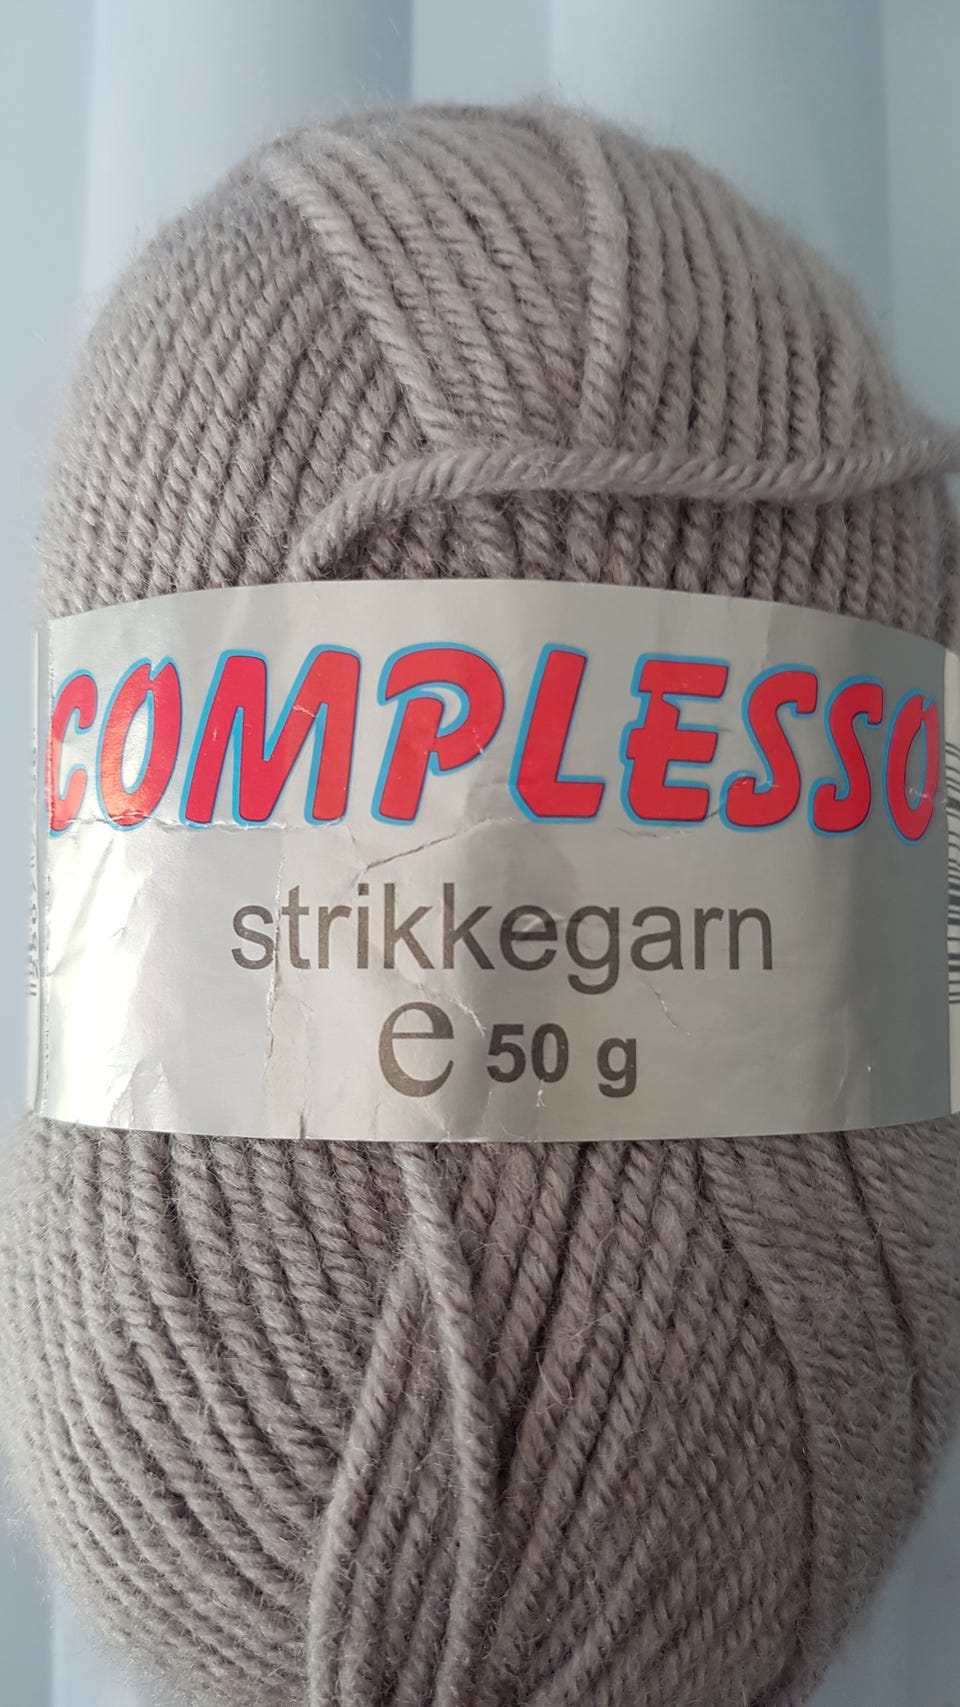 COMPLESSO
strikkegarn
e 50 g